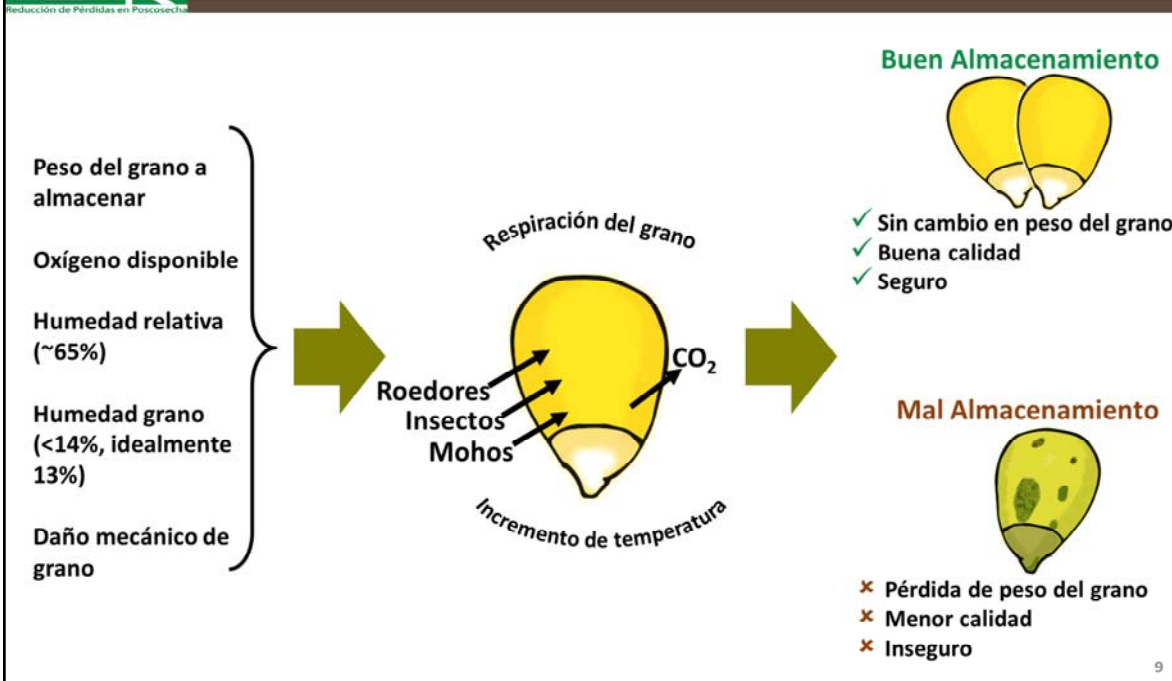 Reducción de Pérdidas en Poscosecha
Peso del grano a
almacenar
Oxígeno disponible
Humedad relativa
(~65%)
Humedad grano
(<14%, idealmente
13%)
Daño mecánico de
grano
Respiración del grano
Roedores
Insectos
Mohos
CO₂
Incremento de temperatura
Buen Almacenamiento
✓ Sin cambio en peso del grano
✓ Buena calidad
✓ Seguro
Mal Almacenamiento
× Pérdida de peso del grano
× Menor calidad
× Inseguro
9